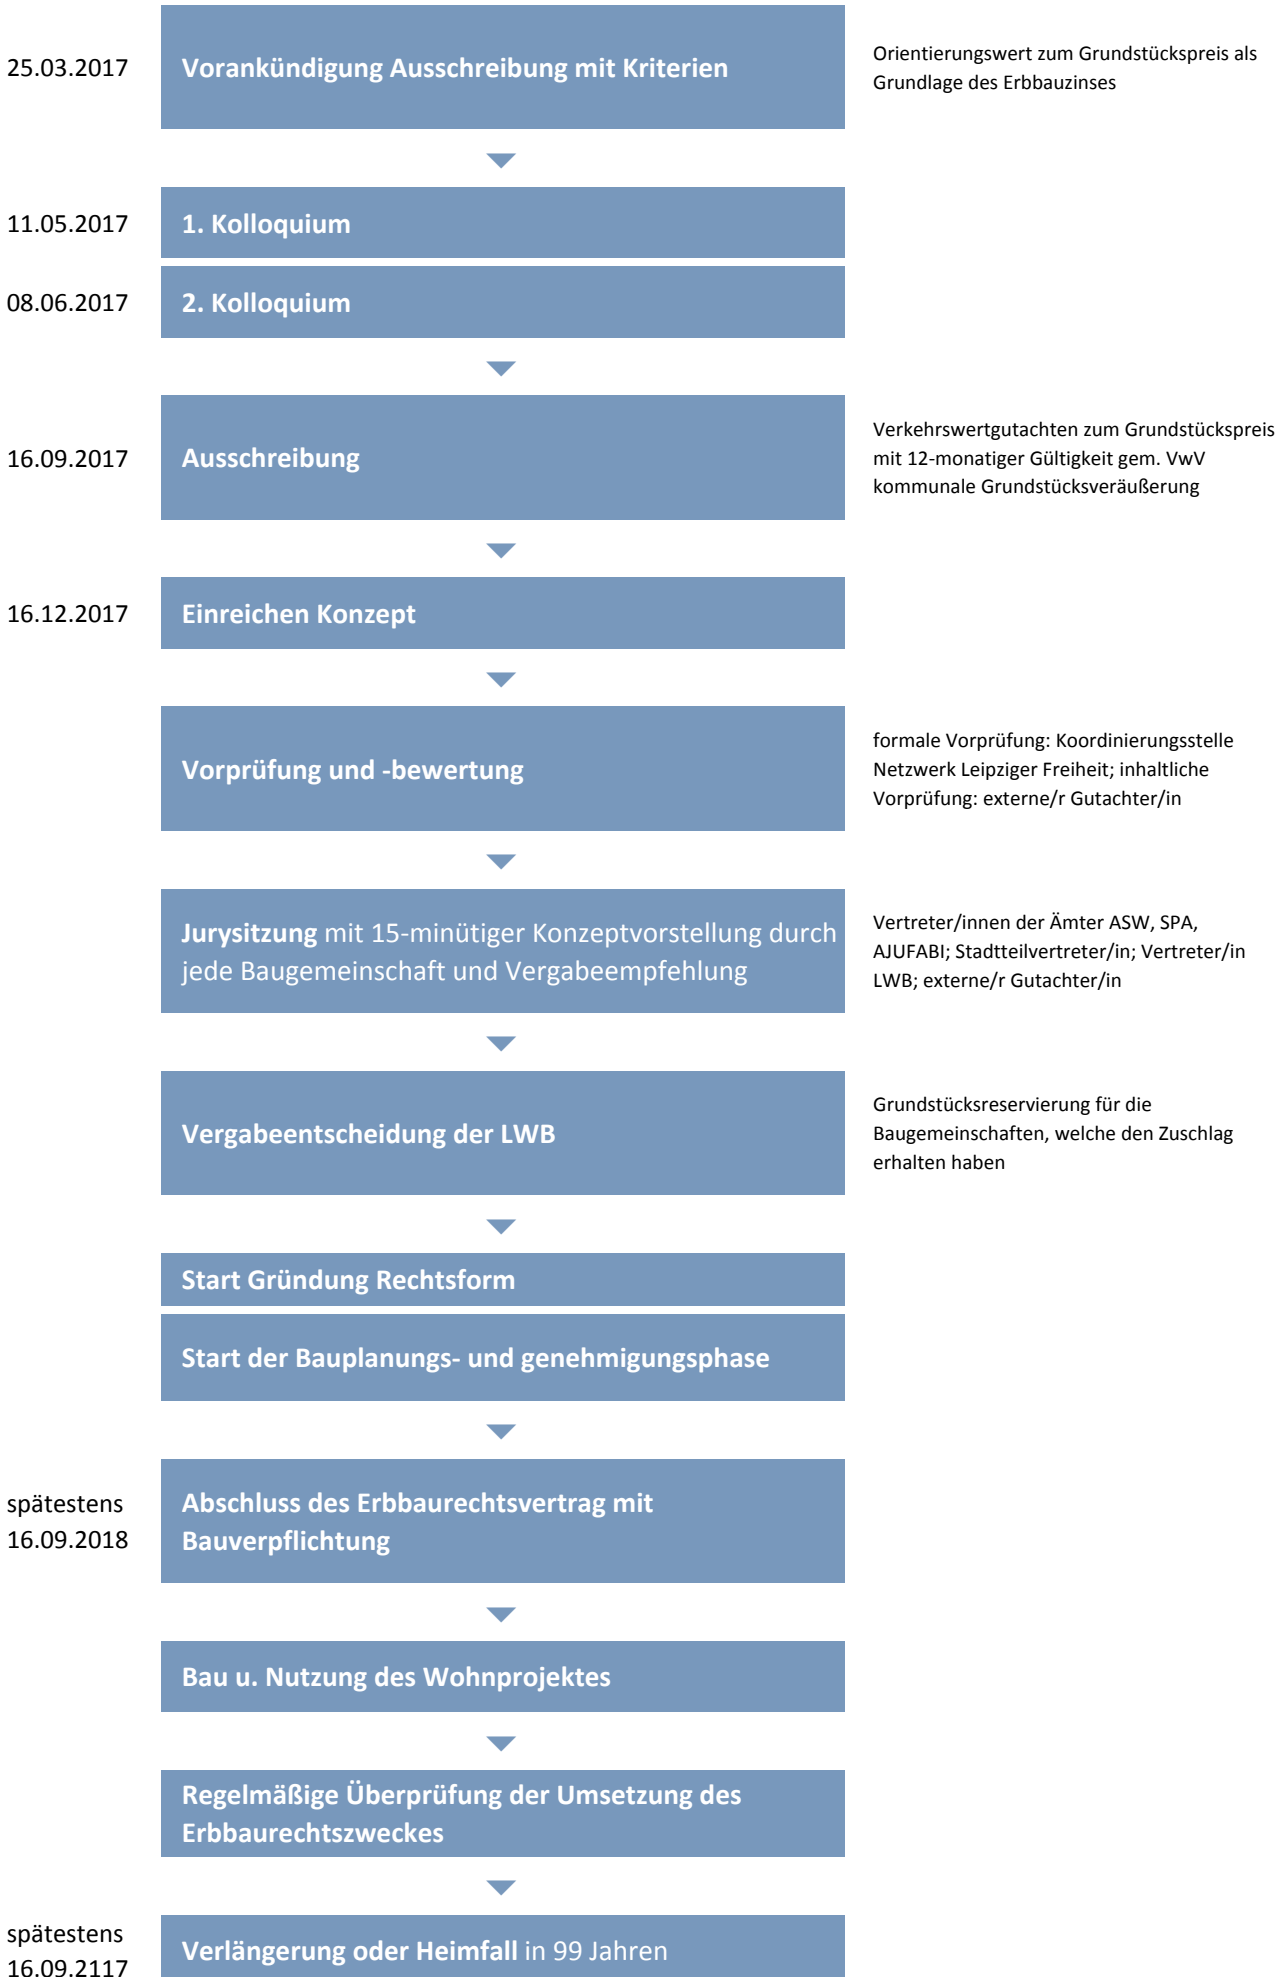 25.03.2017
Vorankündigung Ausschreibung mit Kriterien
Orientierungswert zum Grundstückspreis als
Grundlage des Erbbauzinses
11.05.2017
1. Kolloquium
08.06.2017
2. Kolloquium
16.09.2017
Ausschreibung
Verkehrswertgutachten zum Grundstückspreis
mit 12-monatiger Gültigkeit gem. VwV
kommunale Grundstücksveräußerung
16.12.2017
Einreichen Konzept
Vorprüfung und -bewertung
formale Vorprüfung: Koordinierungsstelle
Netzwerk Leipziger Freiheit; inhaltliche
Vorprüfung: externe/r Gutachter/in
Jurysitzung mit 15-minütiger Konzeptvorstellung durch
jede Baugemeinschaft und Vergabeempfehlung
Vertreter/innen der Ämter ASW, SPA,
AJUFABI; Stadtteilvertreter/in; Vertreter/in
LWB; externe/r Gutachter/in
Vergabeentscheidung der LWB
Grundstücksreservierung für die
Baugemeinschaften, welche den Zuschlag
erhalten haben
Start Gründung Rechtsform
Start der Bauplanungs- und genehmigungsphase
spätestens
16.09.2018
Abschluss des Erbbaurechtsvertrag mit
Bauverpflichtung
Bau u. Nutzung des Wohnprojektes
Regelmäßige Überprüfung der Umsetzung des
Erbbaurechtszweckes
spätestens
16.09.2117
Verlängerung oder Heimfall in 99 Jahren